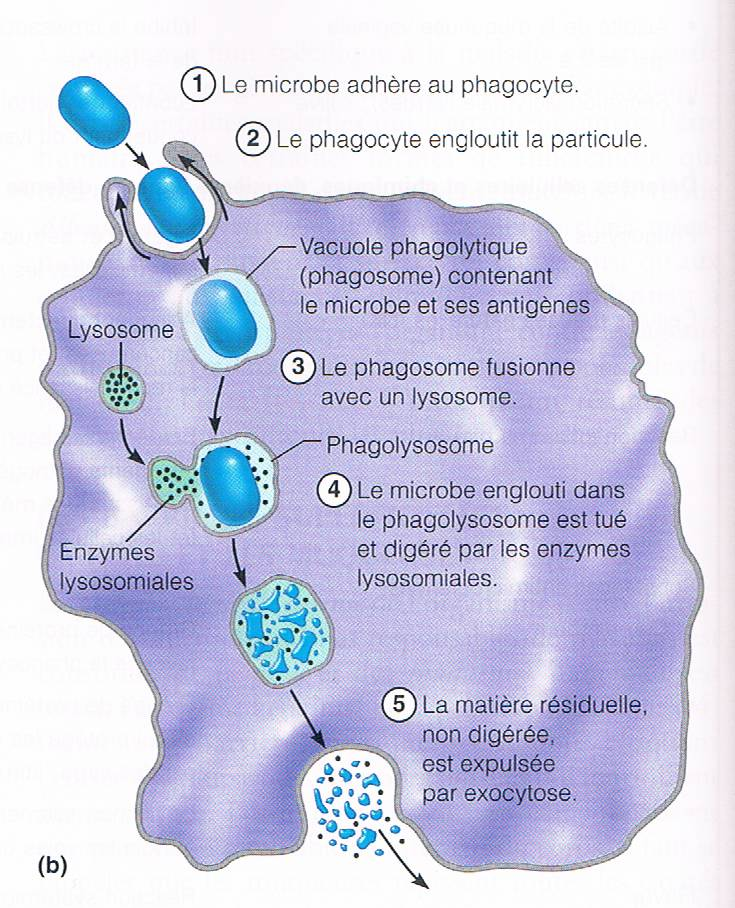 1 Le microbe adhère au phagocyte.
2 Le phagocyte engloutit la particule.
Vacuole phagolytique
(phagosome) contenant
le microbe et ses antigènes
Lysosome
3 Le phagosome fusionne
avec un lysosome.
Phagolysosome
4 Le microbe englouti dans
le phagolysosome est tué
et digéré par les enzymes
lysosomiales.
Enzymes
lysosomiales
5 La matière résiduelle,
non digérée,
est expulsée
par exocytose.
(b)